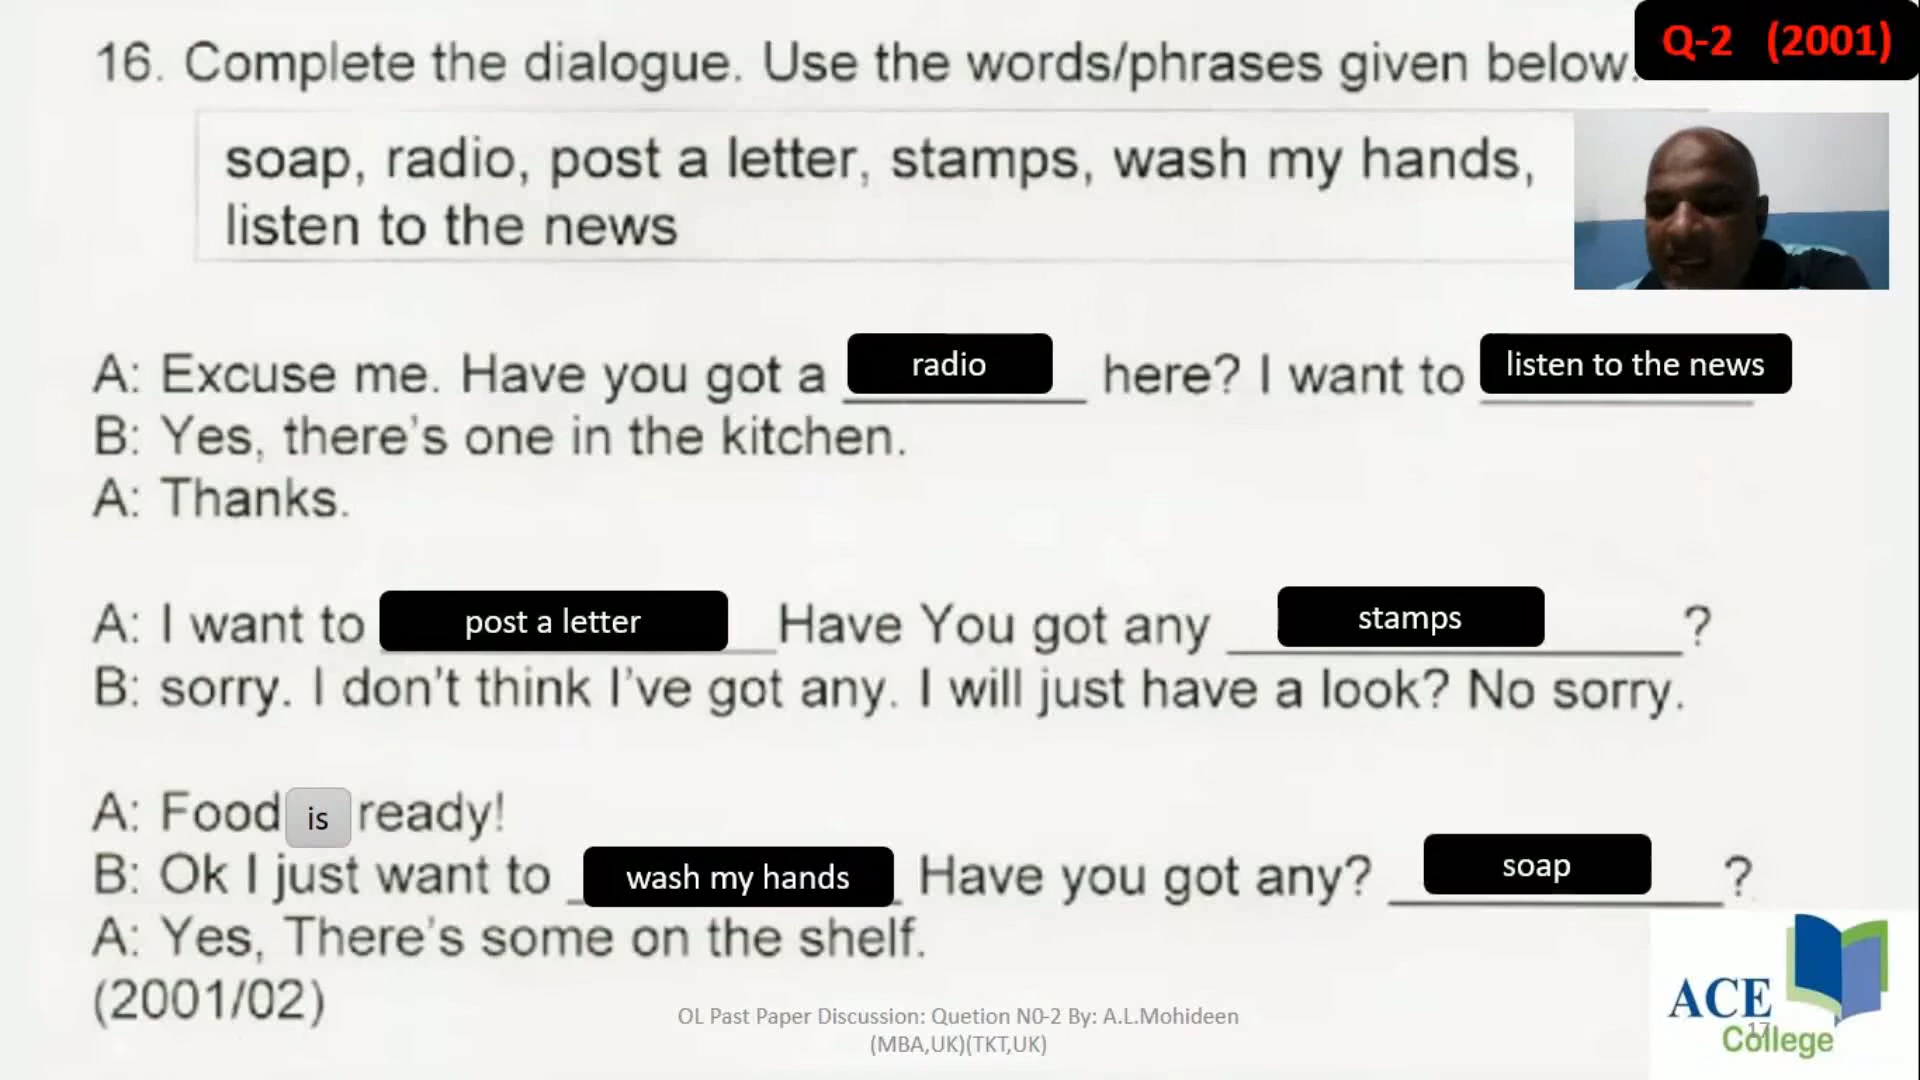 16. Complete the dialogue. Use the words/phrases given below.
Q-2 (2001)
soap, radio, post a letter, stamps, wash my hands,
listen to the news
A: Excuse me. Have you got a radio here? I want to listen to the news
B: Yes, there's one in the kitchen.
A: Thanks.
A: I want to post a letter Have You got any stamps ?
B: sorry. I don't think I've got any. I will just have a look? No sorry.
A: Food is ready!
B: Ok I just want to wash my hands Have you got any? soap ?
A: Yes, There's some on the shelf.
(2001/02)
OL Past Paper Discussion: Quetion N0-2 By: A.L.Mohideen
(MBA,UK)(TKT,UK)
ACE
College
17